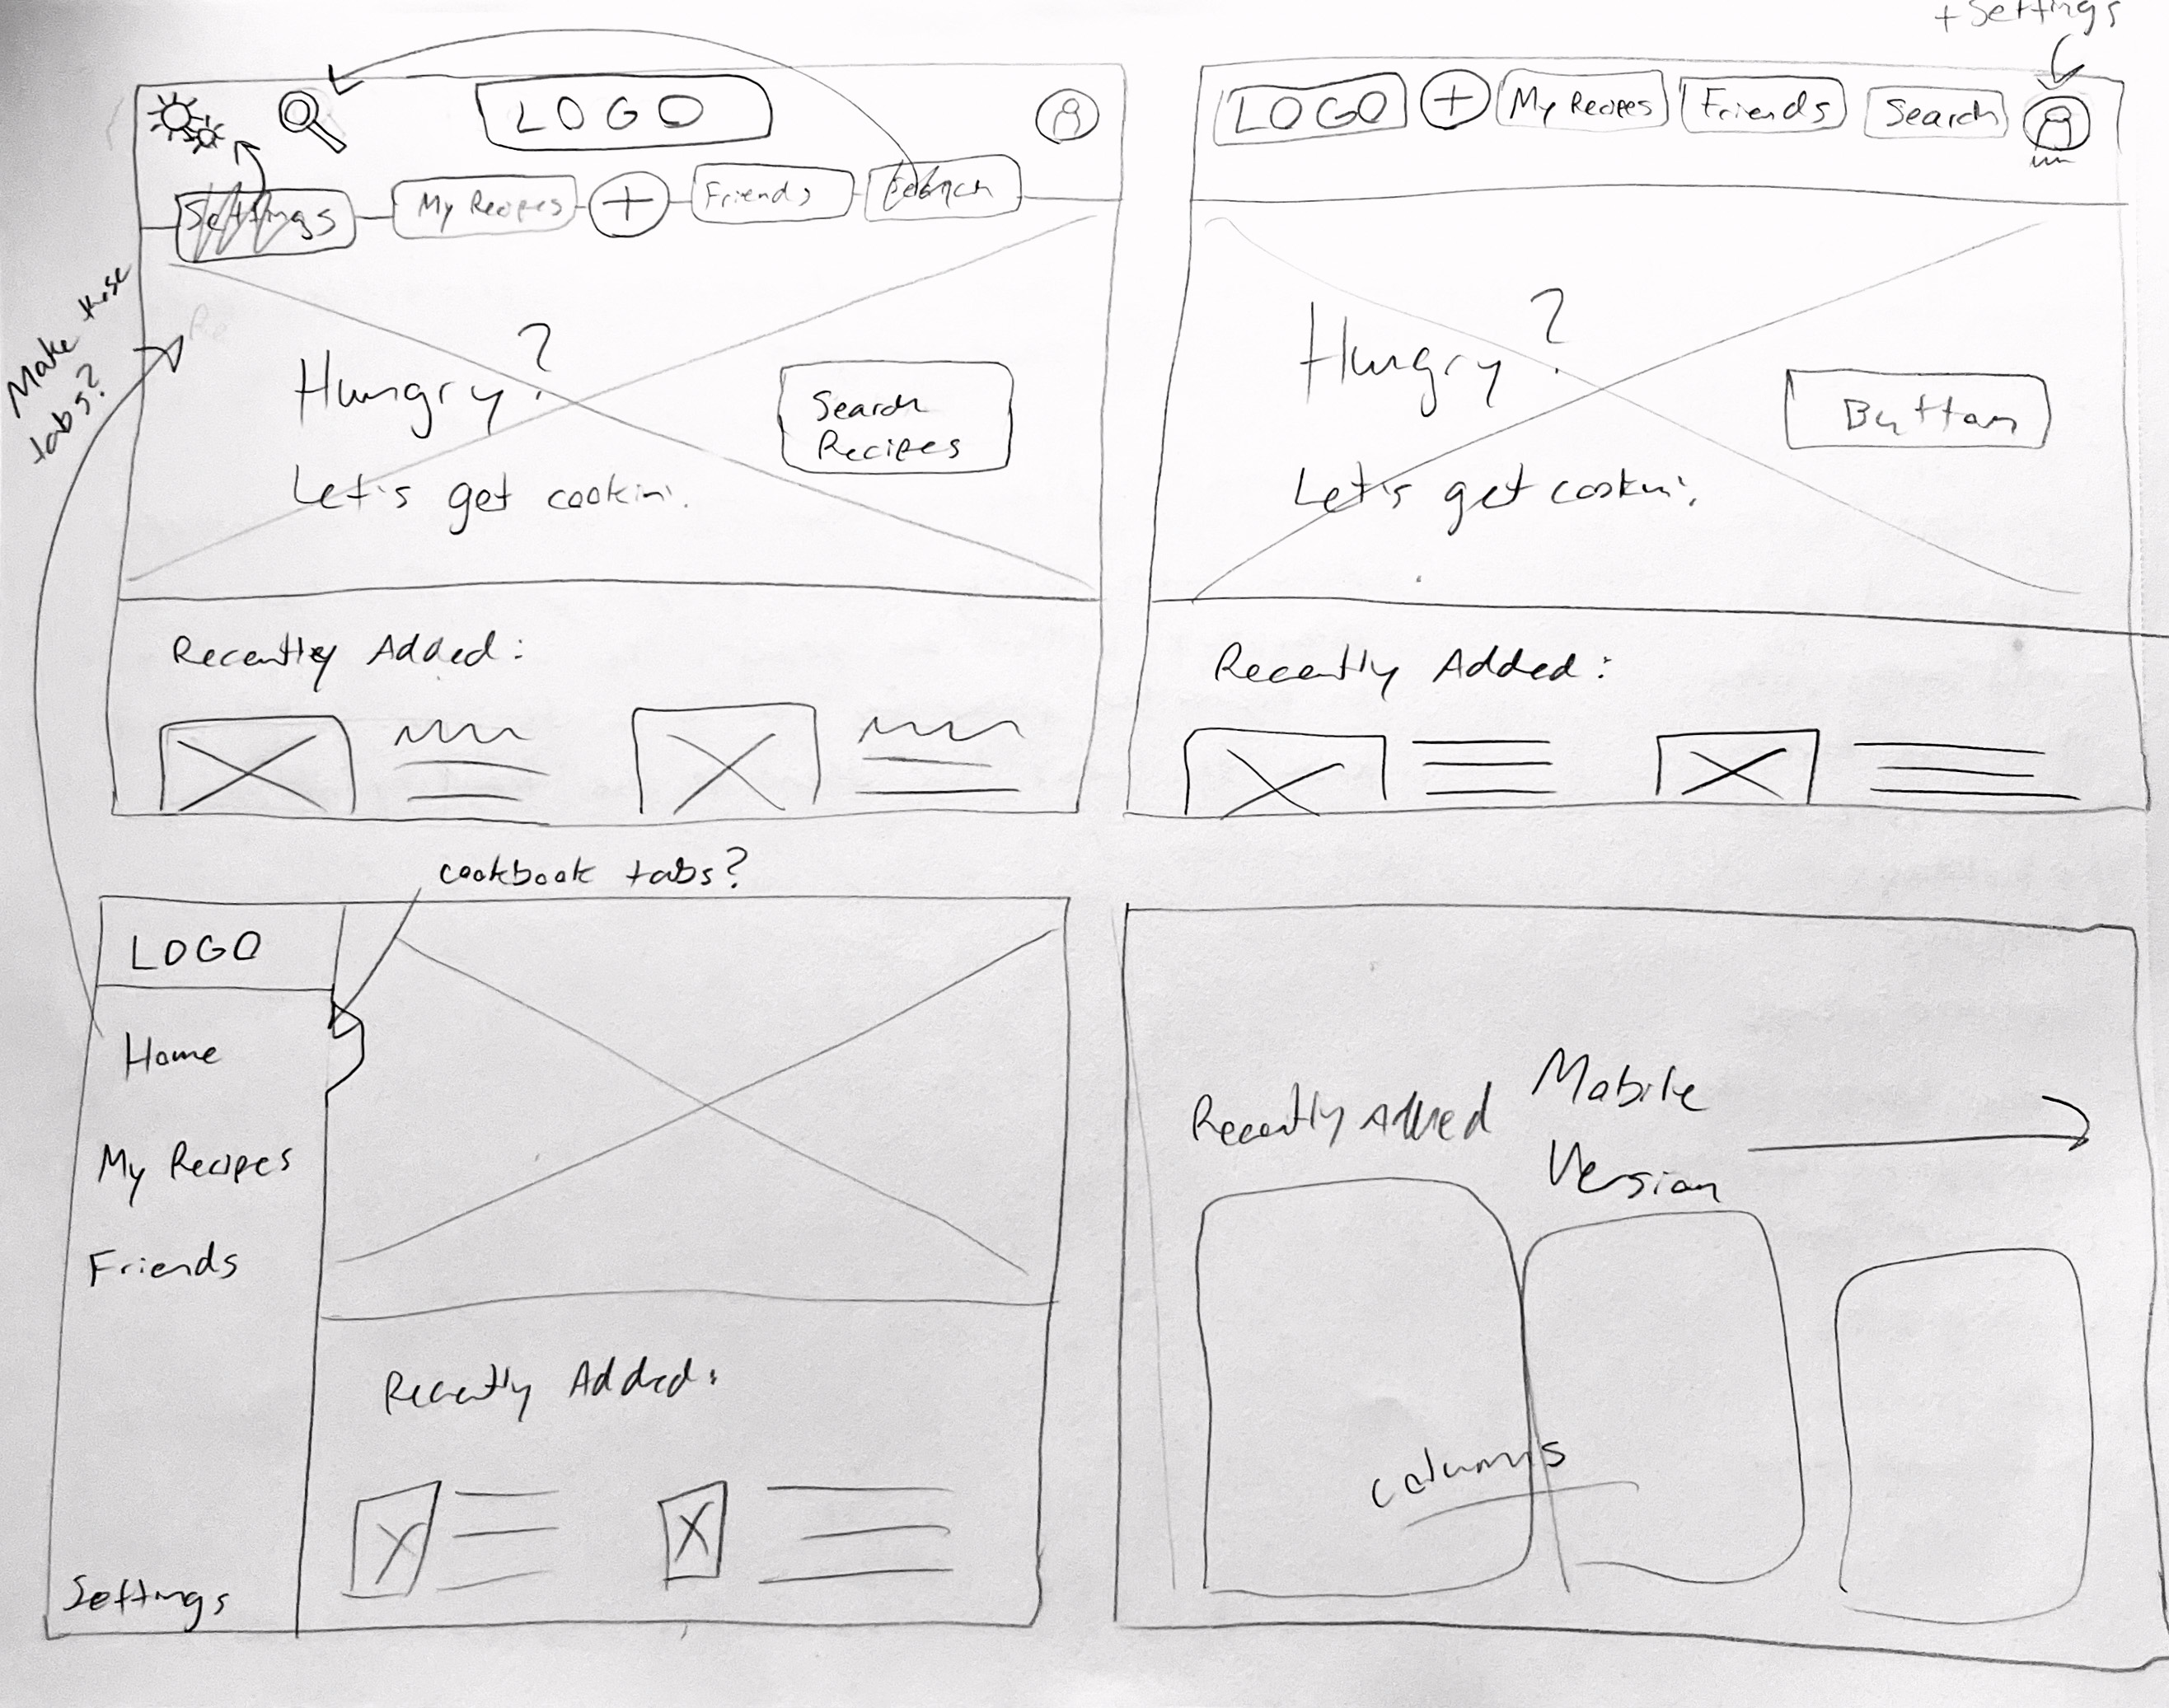 + Settings
LOGO
Settings
My Recipes
+
Friends
Search
Make these
tabs?
Hungry?
Let's get cookin'.
Search
Recipes
Recently Added:
LOGO
+
My Recipes
Friends
Search
Hungry?
Let's get cookin'.
Button
Recently Added:
cookbook tabs?
LOGO
Home
My Recipes
Friends
Settings
Recently Added:
Recently Added
Mobile
Version
columns